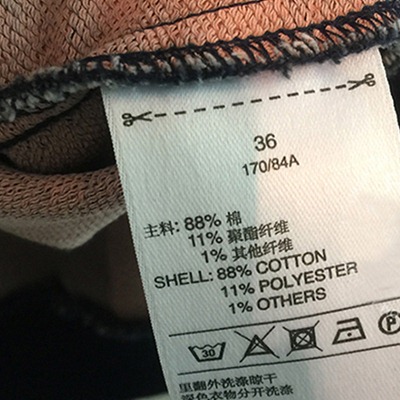 36
170/84A
主料: 88% 棉
11% 聚酯纤维
1% 其他纤维
SHELL: 88% COTTON
11% POLYESTER
1% OTHERS
30
P
里翻外洗涤晾干
深色衣物分开洗涤